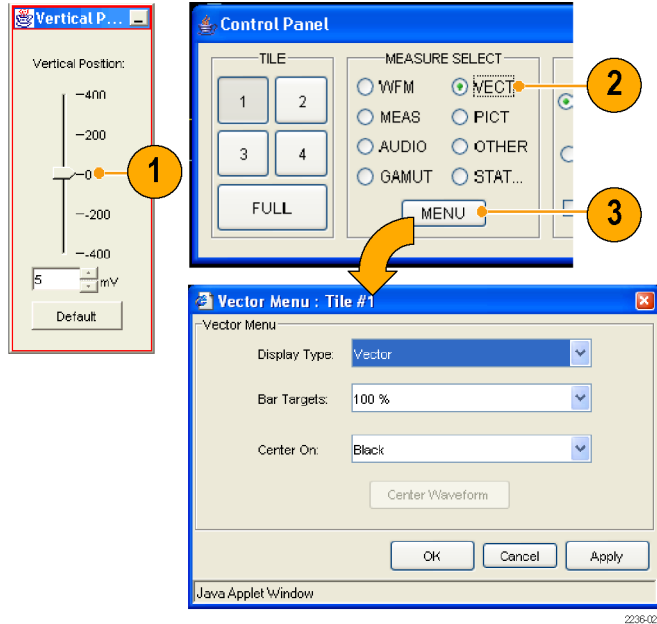 Vertical P...
Vertical Position:
400
200
0
-200
-400
5
mV
Default
1
Control Panel
TILE
1
2
3
4
FULL
MEASURE SELECT
WFM
VECT
MEAS
PICT
AUDIO
OTHER
GAMUT
STAT...
MENU
2
3
Vector Menu : Tile #1
Vector Menu
Display Type:
Vector
Bar Targets:
100 %
Center On:
Black
Center Waveform
OK
Cancel
Apply
Java Applet Window
2236-02